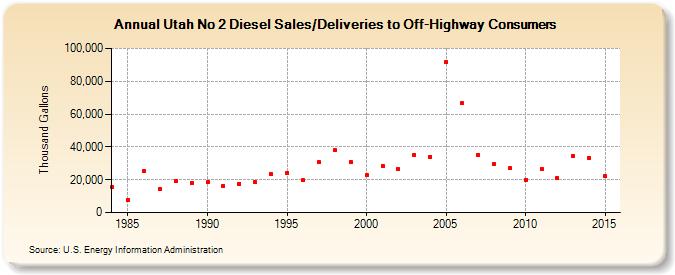 Annual Utah No 2 Diesel Sales/Deliveries to Off-Highway Consumers
Thousand Gallons
100,000
80,000
60,000
40,000
20,000
0
1985 1990 1995 2000 2005 2010 2015
Source: U.S. Energy Information Administration